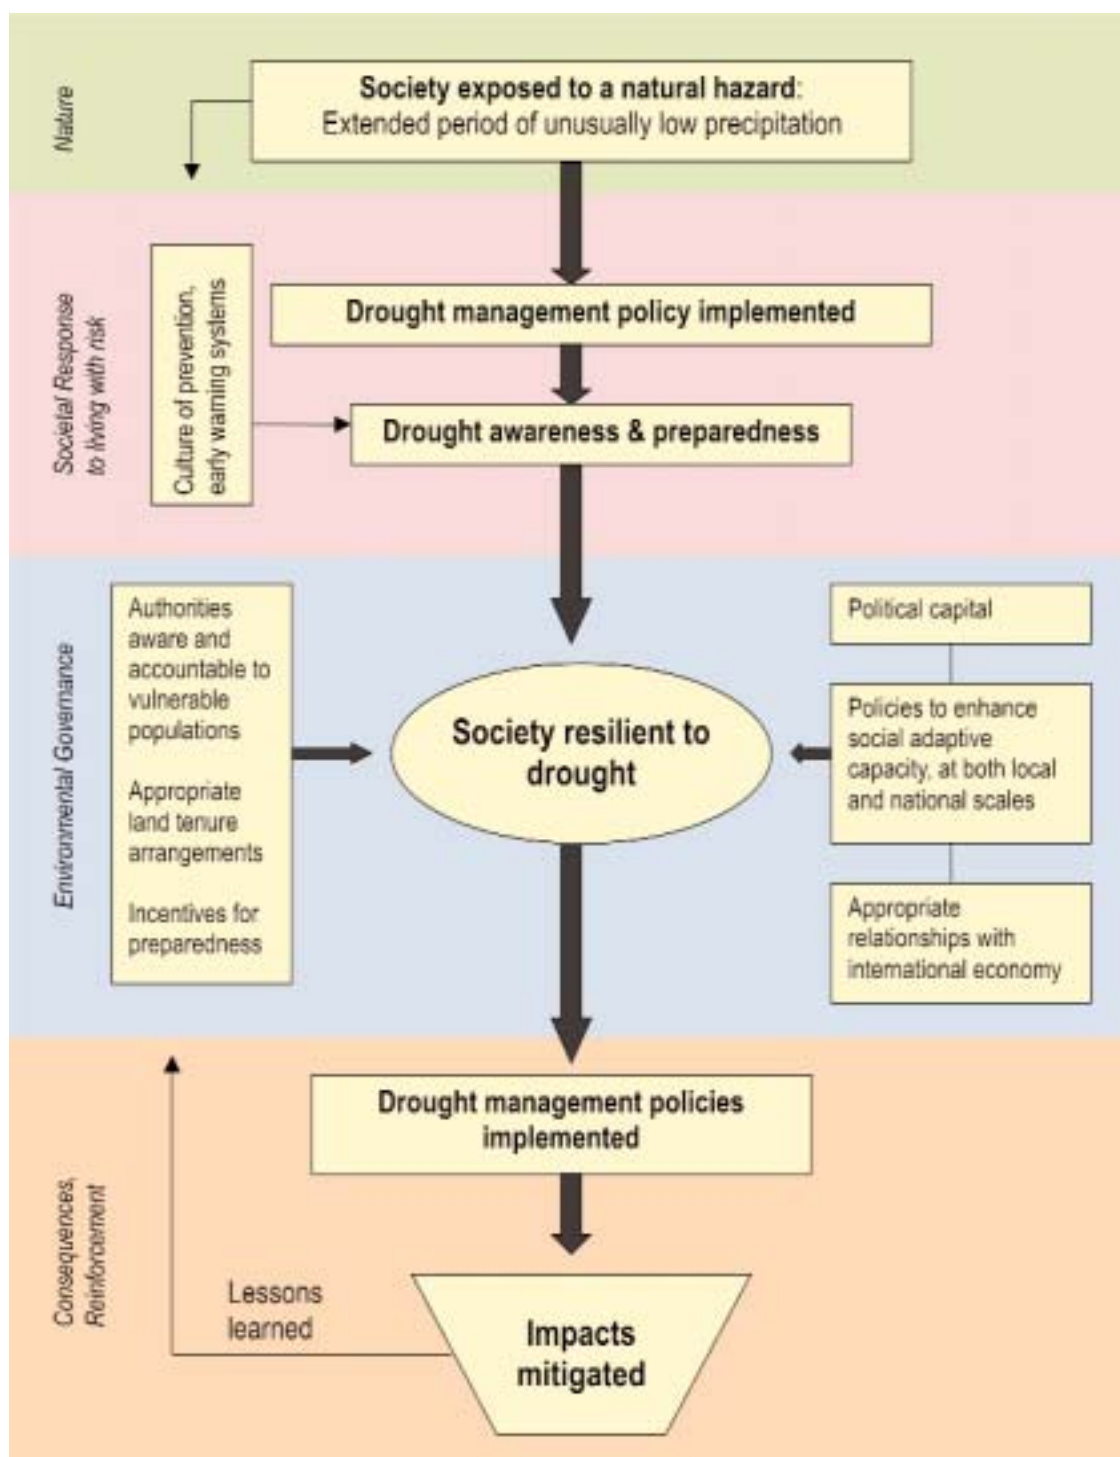 Nature
Society exposed to a natural hazard:
Extended period of unusually low precipitation
Societal Response
to living with risk
Culture of prevention,
early warning systems
Drought management policy implemented
Drought awareness & preparedness
Environmental Governance
Authorities
aware and
accountable to
vulnerable
populations
Appropriate
land tenure
arrangements
Incentives for
preparedness
Society resilient to
drought
Political capital
Policies to enhance
social adaptive
capacity, at both local
and national scales
Appropriate
relationships with
international economy
Consequences,
Reinforcement
Drought management policies
implemented
Lessons
learned
Impacts
mitigated